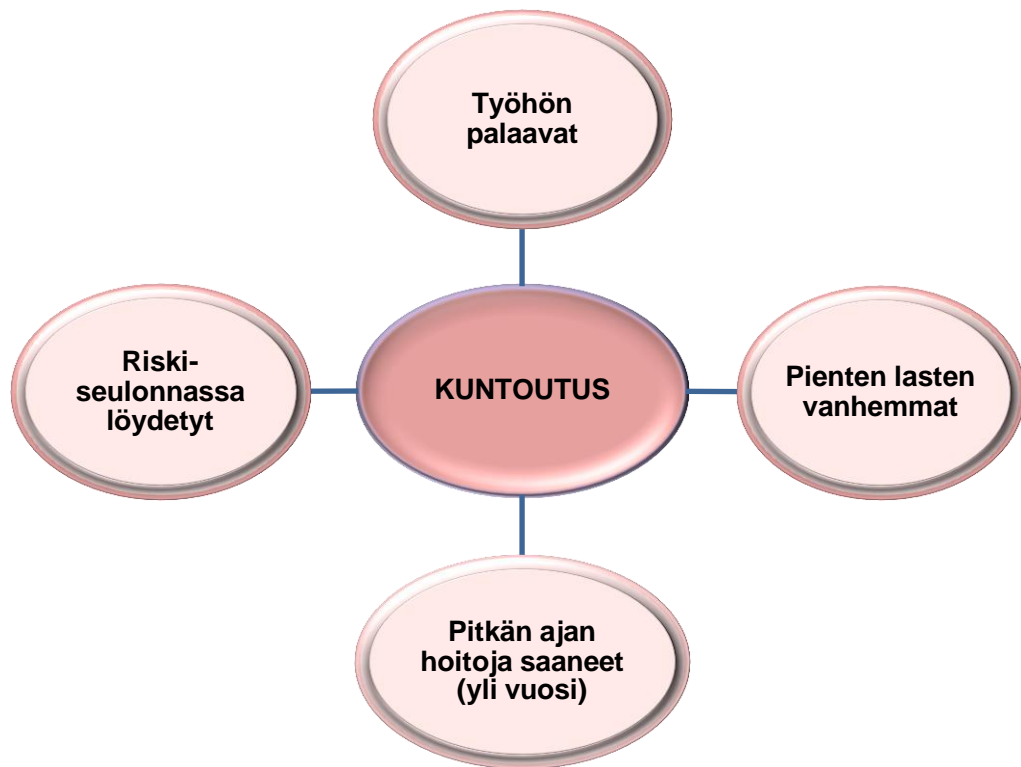 Työhön
palaavat
Riski-
seulonnassa
löydetyt
KUNTOUTUS
Pienten lasten
vanhemmat
Pitkän ajan
hoitoja saaneet
(yli vuosi)